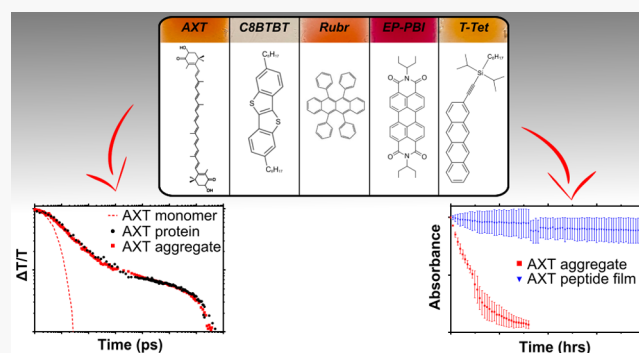 AXT C8BTBT Rubr EP-PBI T-Tet
HO
O
O
OH
C₈H₁₇
S
S
C₈H₁₇
O N O
O N O
Si
C₈H₁₇
ΔT/T
AXT monomer
AXT protein
AXT aggregate
Time (ps)
Absorbance
AXT aggregate
AXT peptide film
Time (hrs)